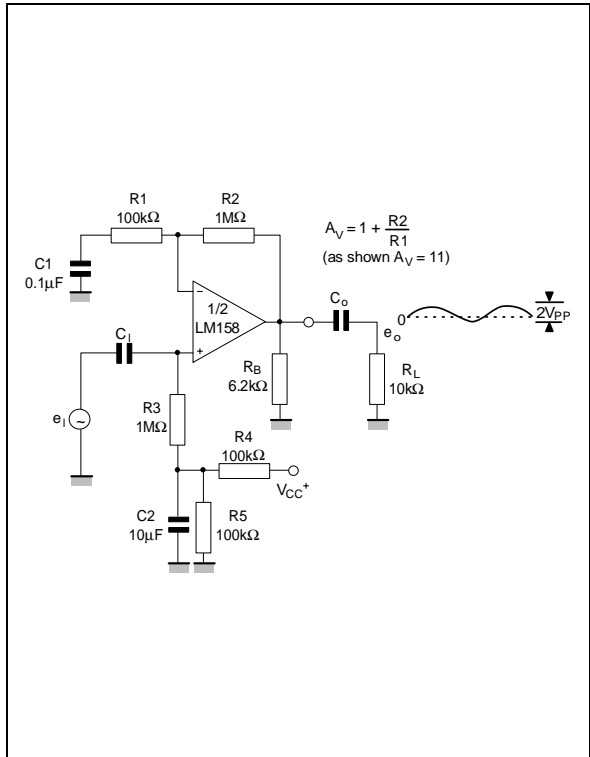 R1
100kΩ
R2
1MΩ
A_V = 1 + R2/R1
(as shown A_V = 11)
C1
0.1μF
1/2
LM158
C_I
C_o
0
2V_PP
e_o
R_B
6.2kΩ
R_L
10kΩ
R3
1MΩ
e_I
R4
100kΩ
V_CC+
C2
10μF
R5
100kΩ